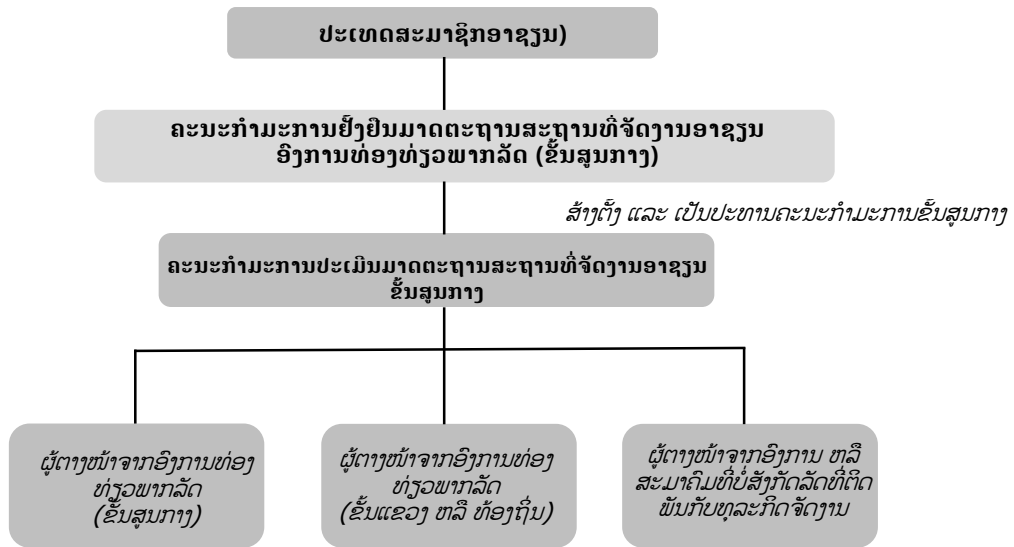 ປະເທດສະມາຊິກອາຊຽນ)
ຄະນະກຳມະການຢັ້ງຢືນມາດຕະຖານສະຖານທີ່ຈັດງານອາຊຽນ
ອົງການທ່ອງທ່ຽວພາກລັດ (ຂັ້ນສູນກາງ)
ສ້າງຕັ້ງ ແລະ ເປັນປະທານຄະນະກຳມະການຂັ້ນສູນກາງ
ຄະນະກຳມະການປະເມີນມາດຕະຖານສະຖານທີ່ຈັດງານອາຊຽນ
ຂັ້ນສູນກາງ
ຜູ້ຕາງໜ້າຈາກອົງການທ່ອງ
ທ່ຽວພາກລັດ
(ຂັ້ນສູນກາງ)
ຜູ້ຕາງໜ້າຈາກອົງການທ່ອງ
ທ່ຽວພາກລັດ
(ຂັ້ນແຂວງ ຫລື ທ້ອງຖິ່ນ)
ຜູ້ຕາງໜ້າຈາກອົງການ ຫລື
ສະມາຄົມທີ່ບໍ່ສັງກັດລັດທີ່ຕິດ
ພັນກັບທຸລະກິດຈັດງານ